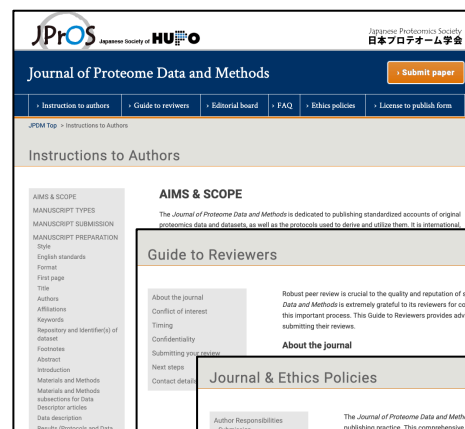 JPrOS Japanese Society of HUPO
Japanese Proteomics Society
日本プロテオーム学会
Journal of Proteome Data and Methods
› Submit paper
› Instruction to authors › Guide to reviwers › Editorial board › FAQ › Ethics policies › License to publish form
JPDM Top > Instructions to Authors
Instructions to Authors
AIMS & SCOPE
MANUSCRIPT TYPES
MANUSCRIPT SUBMISSION
MANUSCRIPT PREPARATION
Style
English standards
Format
First page
Title
Authors
Affiliations
Keywords
Repository and Identifier(s) of
dataset
Footnotes
Abstract
Introduction
Materials and Methods
Materials and Methods
subsections for Data
Descriptor articles
Data description
Results (Protocols and Data
AIMS & SCOPE
The Journal of Proteome Data and Methods is dedicated to publishing standardized accounts of original
proteomics data and datasets, as well as the protocols used to derive and utilize them. It is international,
Guide to Reviewers
About the journal
Conflict of interest
Timing
Confidentiality
Submitting your review
Next steps
Contact details
Robust peer review is crucial to the quality and reputation of s
Data and Methods is extremely grateful to its reviewers for co
this important process. This Guide to Reviewers provides adv
submitting their reviews.
About the journal
Journal & Ethics Policies
Author Responsibilities
Submission
The Journal of Proteome Data and Meth
publishing practice. This comprehensive